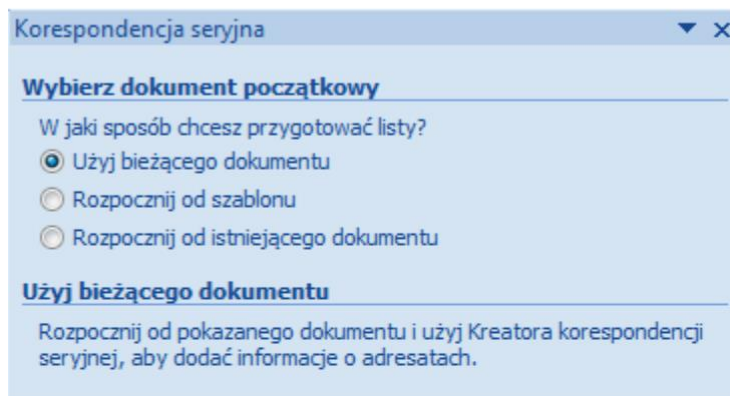 Korespondencja seryjna
Wybierz dokument początkowy
W jaki sposób chcesz przygotować listy?
Użyj bieżącego dokumentu
Rozpocznij od szablonu
Rozpocznij od istniejącego dokumentu
Użyj bieżącego dokumentu
Rozpocznij od pokazanego dokumentu i użyj Kreatora korespondencji
seryjnej, aby dodać informacje o adresatach.